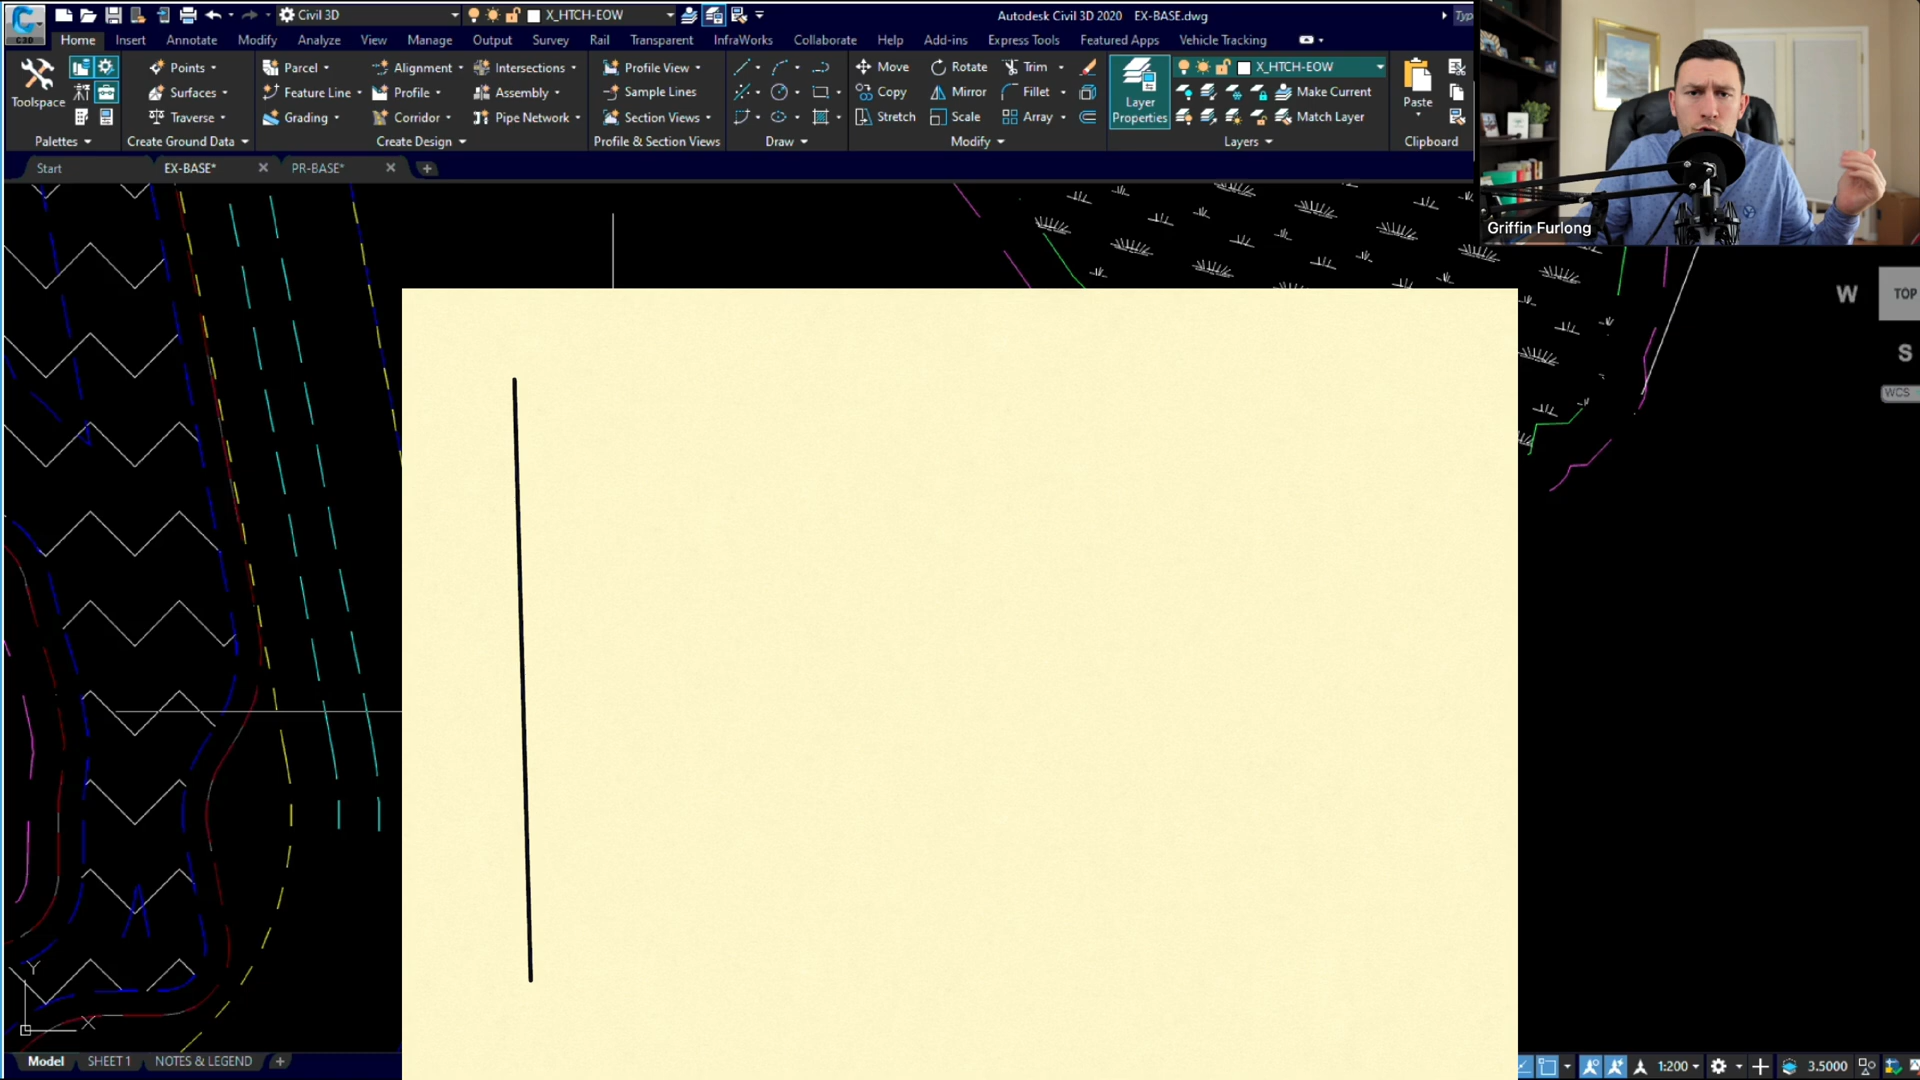 Civil 3D X_HTCH-EOW Autodesk Civil 3D 2020 EX-BASE.dwg Typ
C3D
Home Insert Annotate Modify Analyze View Manage Output Survey Rail Transparent InfraWorks Collaborate Help Add-ins Express Tools Featured Apps Vehicle Tracking
Points Parcel Alignment Intersections Profile View Move Rotate Trim X_HTCH-EOW
Toolspace Surfaces Feature Line Profile Assembly Sample Lines Copy Mirror Fillet Layer Properties Make Current Paste
Traverse Grading Corridor Pipe Network Section Views Stretch Scale Array Match Layer
Palettes Create Ground Data Create Design Profile & Section Views Draw Modify Layers Clipboard
Start EX-BASE* PR-BASE*
Griffin Furlong
W TOP
S
WCS
Y
X
Model SHEET 1 NOTES & LEGEND 1:200 3.5000